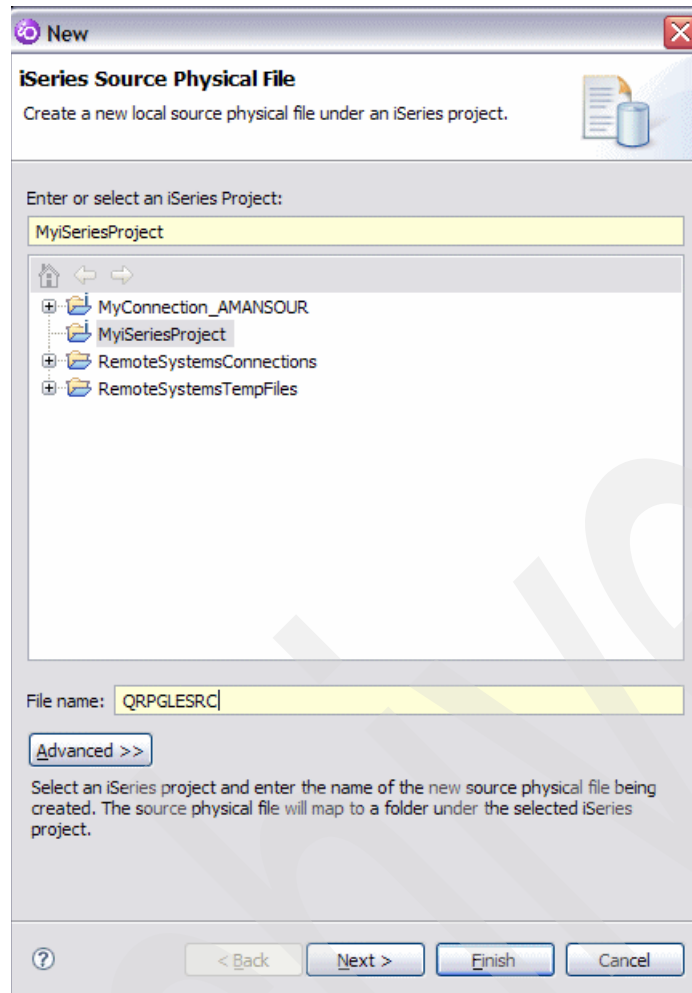 New
iSeries Source Physical File
Create a new local source physical file under an iSeries project.
Enter or select an iSeries Project:
MyiSeriesProject
MyConnection_AMANSOUR
MyiSeriesProject
RemoteSystemsConnections
RemoteSystemsTempFiles
File name: QRPGLESRC
Advanced >>
Select an iSeries project and enter the name of the new source physical file being
created. The source physical file will map to a folder under the selected iSeries
project.
< Back Next > Finish Cancel